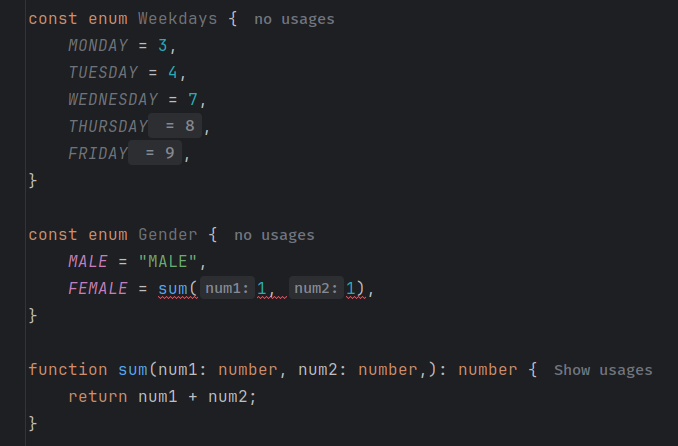 const enum Weekdays { no usages
MONDAY = 3,
TUESDAY = 4,
WEDNESDAY = 7,
THURSDAY = 8 ,
FRIDAY = 9 ,
}
const enum Gender { no usages
MALE = "MALE",
FEMALE = sum( num1: 1, num2: 1),
}
function sum(num1: number, num2: number,): number { Show usages
return num1 + num2;
}